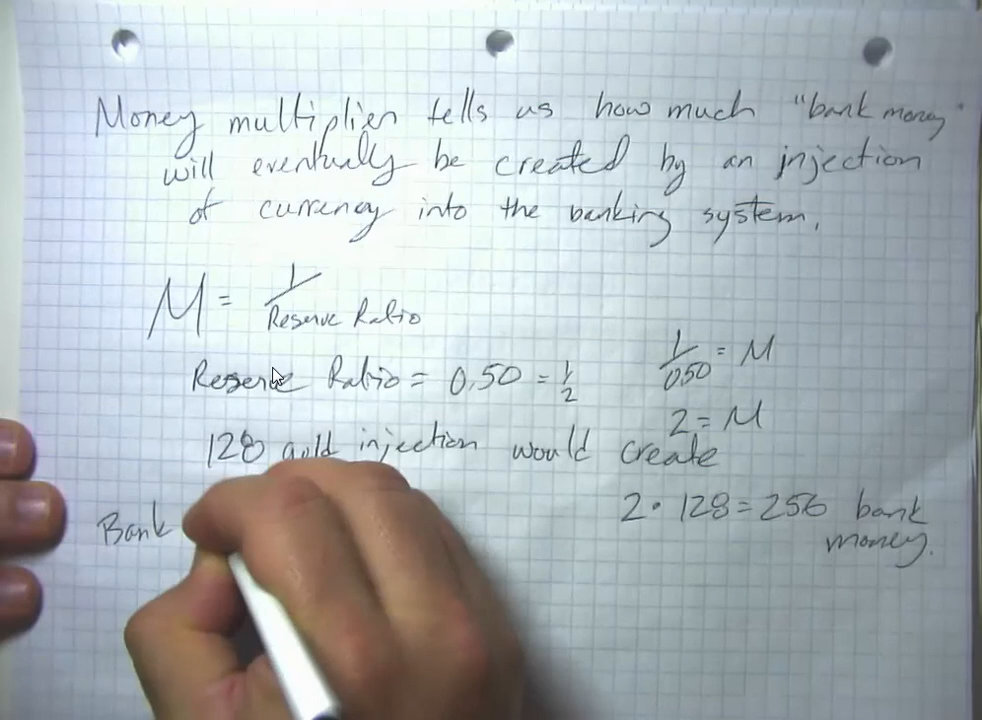 Money multiplier tells us how much "bank money"
will eventually be created by an injection
of currency into the banking system.
M = 1/Reserve Ratio
Reserve Ratio = 0.50 = 1/2
1/0.50 = M
2 = M
128 gold injection would create
2 · 128 = 256 bank
money.
Bank